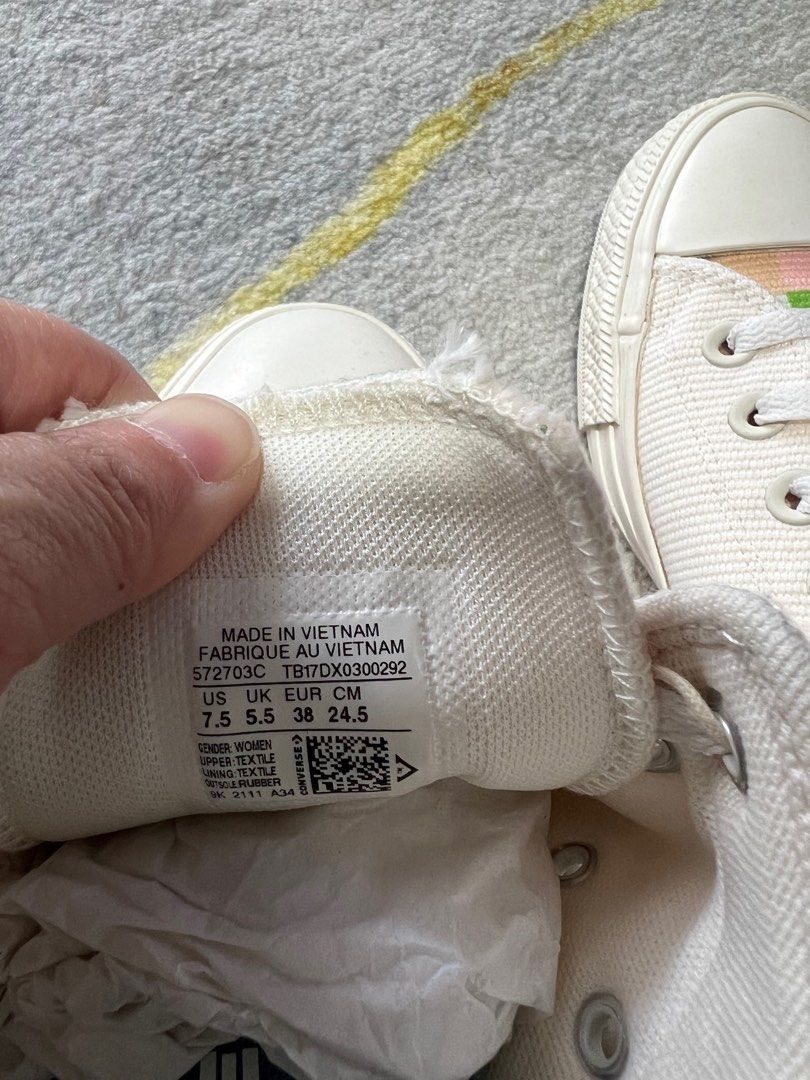 MADE IN VIETNAM
FABRIQUE AU VIETNAM
572703C TB17DX0300292
US UK EUR CM
7.5 5.5 38 24.5
GENDER: WOMEN
UPPER: TEXTILE
LINING: TEXTILE
OUTSOLE: RUBBER
9K 2111 A34
CONVERSE